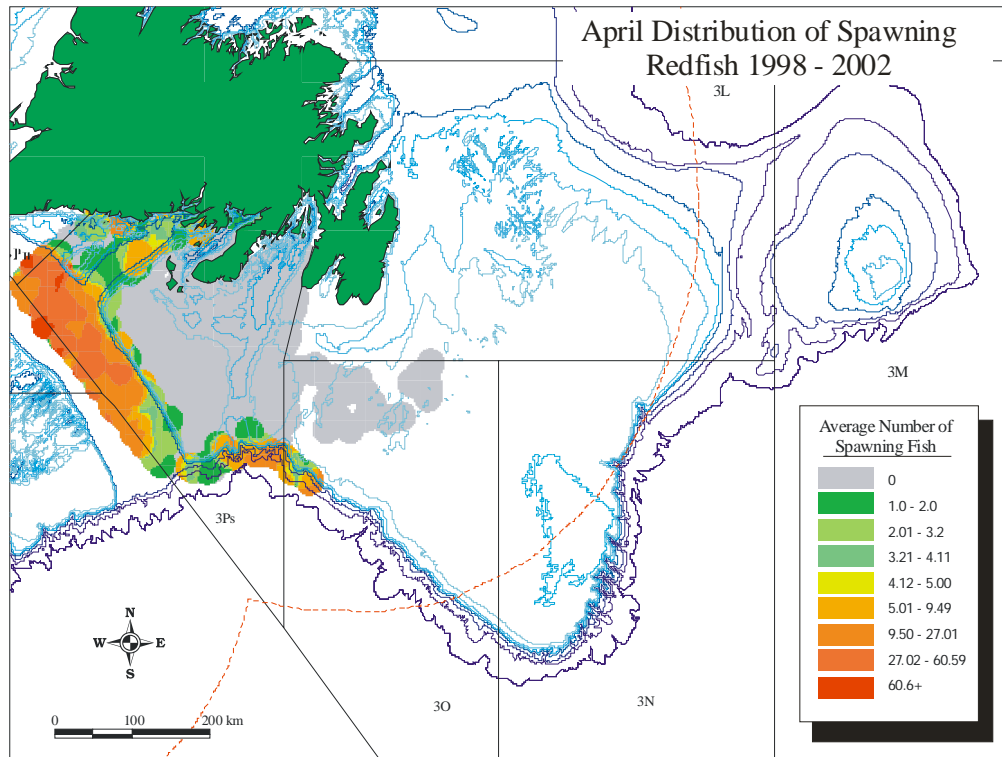 April Distribution of Spawning
Redfish 1998 - 2002
3L
3M
Average Number of
Spawning Fish
0
1.0 - 2.0
2.01 - 3.2
3.21 - 4.11
4.12 - 5.00
5.01 - 9.49
9.50 - 27.01
27.02 - 60.59
60.6+
3Ps
N
W E
S
0 100 200 km
3O
3N